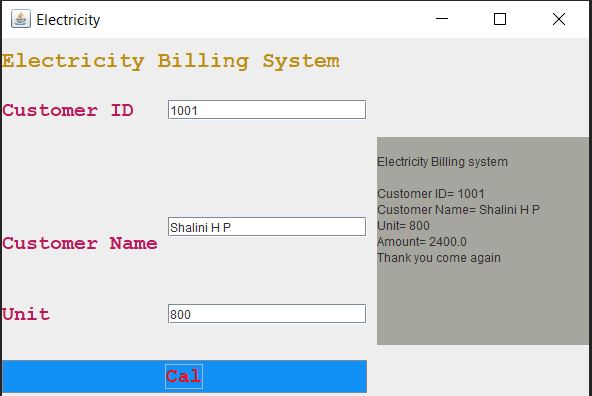 Electricity
Electricity Billing System
Customer ID
1001
Electricity Billing system
Customer ID= 1001
Customer Name= Shalini H P
Unit= 800
Amount= 2400.0
Thank you come again
Customer Name
Shalini H P
Unit
800
Cal